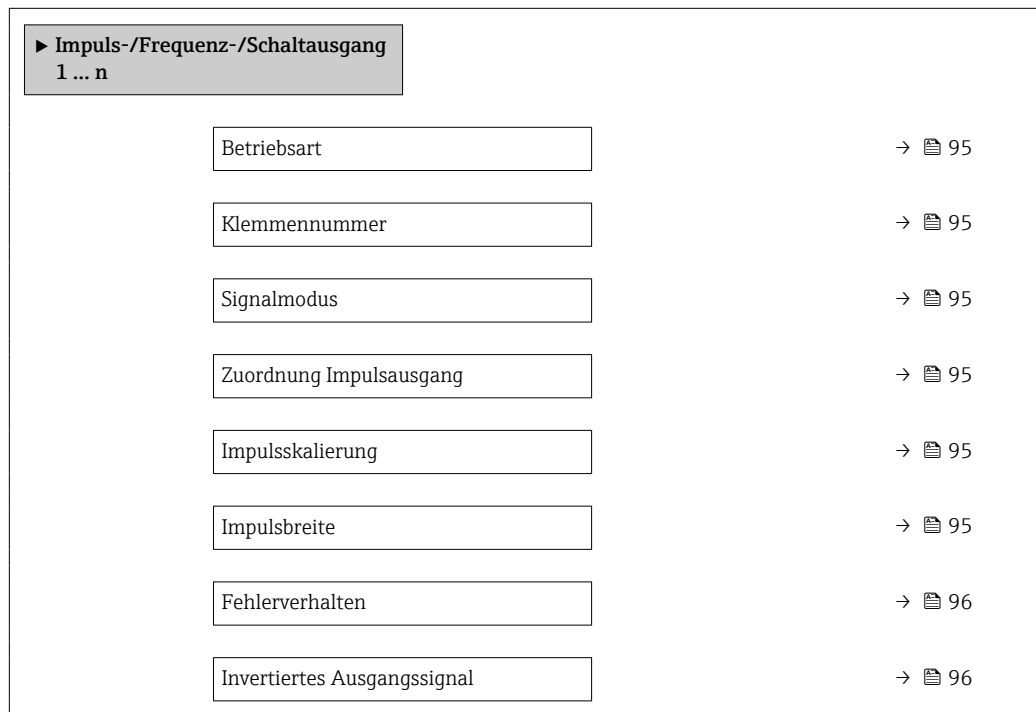 ► Impuls-/Frequenz-/Schaltausgang
1 ... n
Betriebsart → 95
Klemmennummer → 95
Signalmodus → 95
Zuordnung Impulsausgang → 95
Impulsskalierung → 95
Impulsbreite → 95
Fehlerverhalten → 96
Invertiertes Ausgangssignal → 96